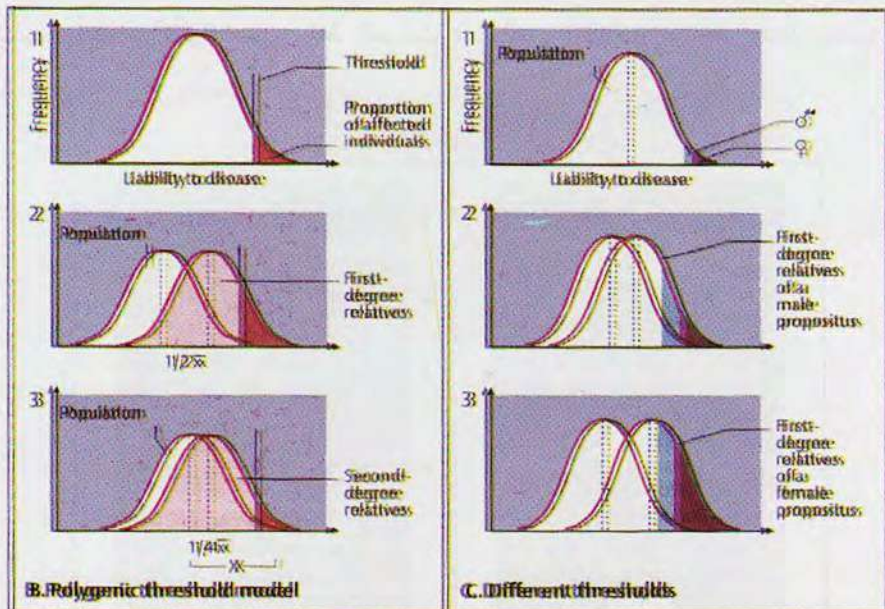 1
Frequency
Threshold
Proportion
of affected
individuals
Liability to disease
2
Population
First-
degree
relatives
1/2 x
3
Population
Second-
degree
relatives
1/4 x
x
B. Polygenic threshold model
1
Frequency
Population
♂
♀
Liability to disease
2
First-
degree
relatives
of a
male
propositus
3
First-
degree
relatives
of a
female
propositus
C. Different thresholds